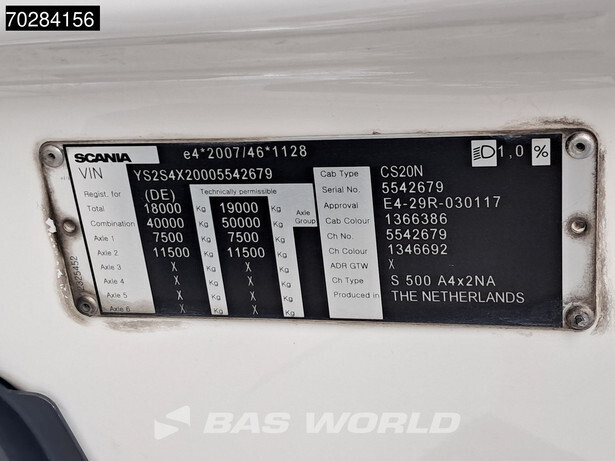 70284156
SCANIA e4*2007/46*1128 1,0 %
VIN YS2S4X20005542679
Regist. for (DE) Technically permissible
Total 18000 Kg 19000 Kg Axle Group
Combination 40000 Kg 50000 Kg
Axle 1 7500 Kg 7500 Kg
Axle 2 11500 Kg 11500 Kg
Axle 3 X Kg X Kg
Axle 4 X Kg X Kg
Axle 5 X Kg X Kg
Axle 6 X Kg X Kg
Cab Type CS20N
Serial No. 5542679
Approval E4-29R-030117
Cab Colour 1366386
Ch No. 5542679
Ch Colour 1346692
ADR GTW X
Ch Type S 500 A4x2NA
Produced in THE NETHERLANDS
BAS WORLD